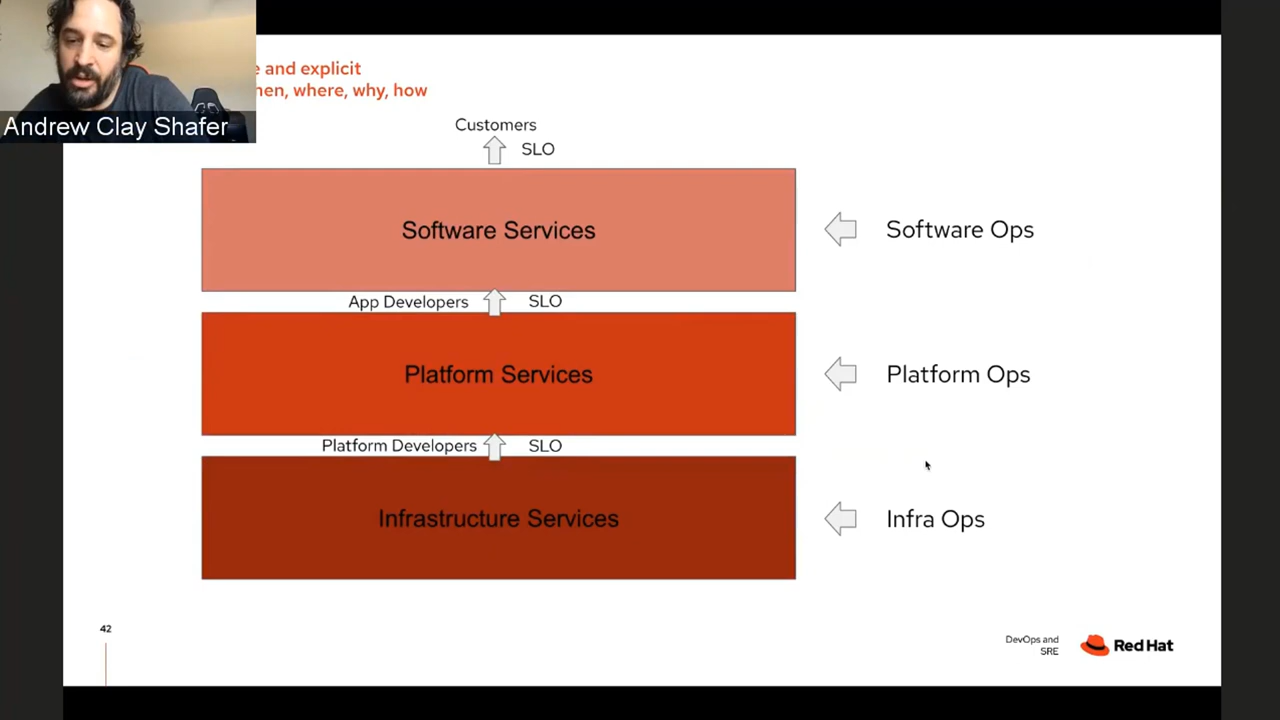 and explicit
where, why, how
Andrew Clay Shafer
Customers
SLO
Software Services
Software Ops
App Developers
SLO
Platform Services
Platform Ops
Platform Developers
SLO
Infrastructure Services
Infra Ops
42
DevOps and
SRE
Red Hat